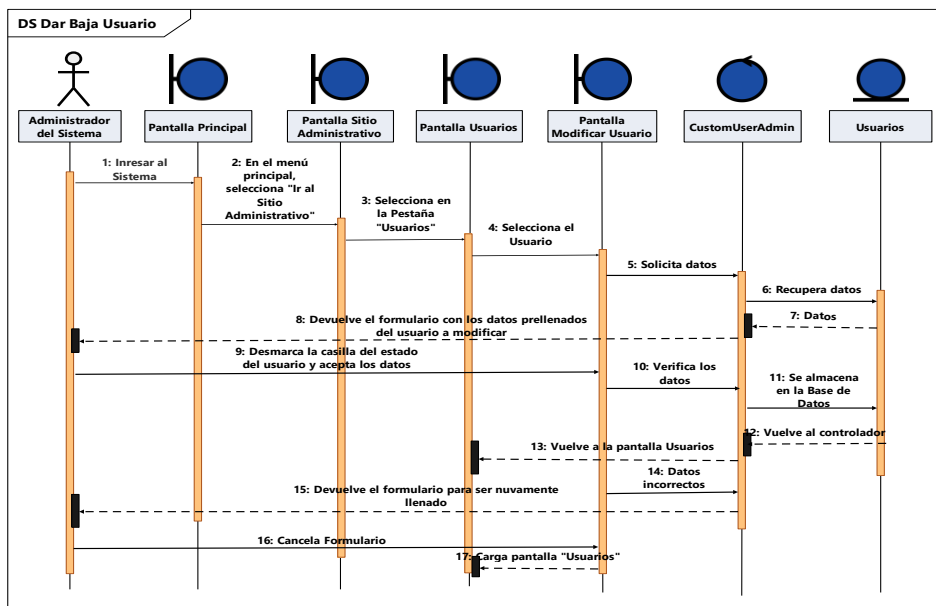 DS Dar Baja Usuario
Administrador
del Sistema
Pantalla Principal
Pantalla Sitio
Administrativo
Pantalla Usuarios
Pantalla
Modificar Usuario
CustomUserAdmin
Usuarios
1: Inresar al
Sistema
2: En el menú
principal,
selecciona "Ir al
Sitio
Administrativo"
3: Selecciona en
la Pestaña
"Usuarios"
4: Selecciona el
Usuario
5: Solicita datos
6: Recupera datos
7: Datos
8: Devuelve el formulario con los datos prellenados
del usuario a modificar
9: Desmarca la casilla del estado
del usuario y acepta los datos
10: Verifica los
datos
11: Se almacena
en la Base de
Datos
12: Vuelve al controlador
13: Vuelve a la pantalla Usuarios
14: Datos
incorrectos
15: Devuelve el formulario para ser nuvamente
llenado
16: Cancela Formulario
17: Carga pantalla "Usuarios"